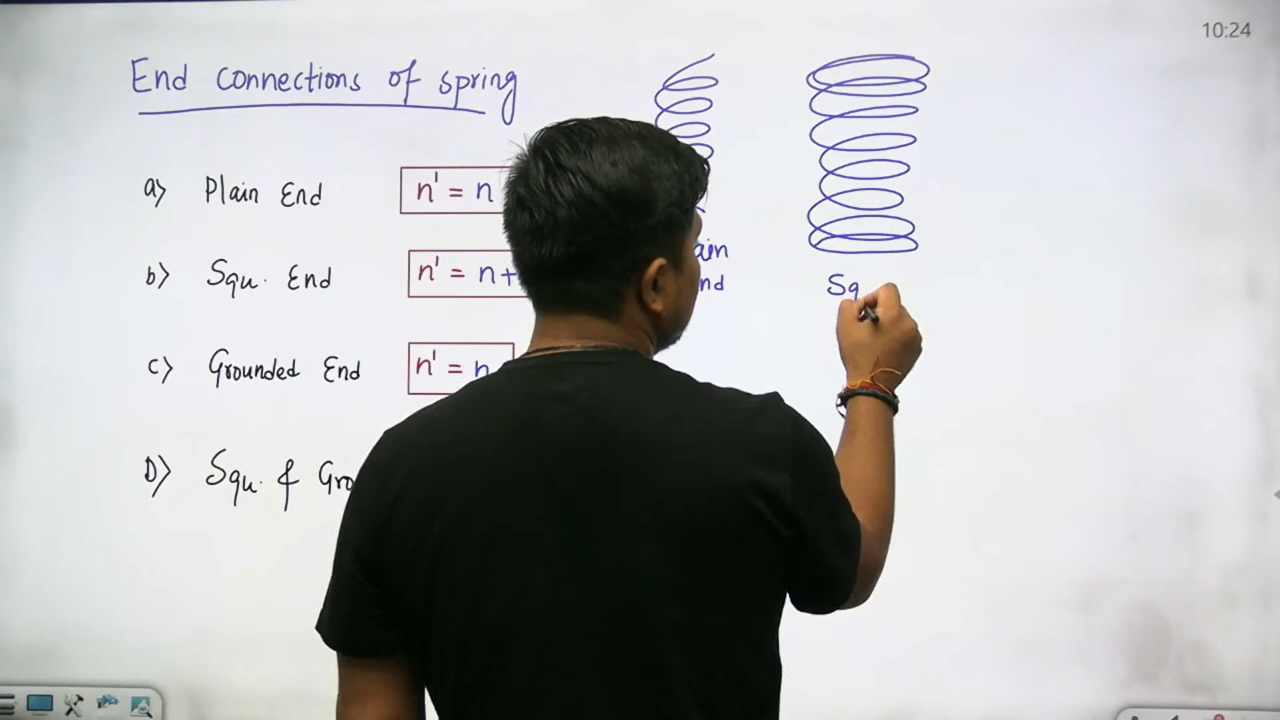 10:24
End connections of spring
a) Plain End n' = n
b) Squ. End n' = n+
c) Grounded End n' = n
D) Squ. & Gro
ain
nd
Sq